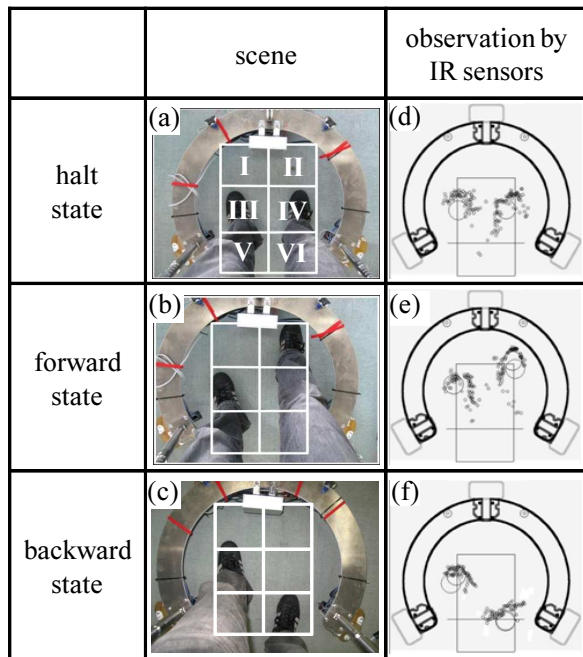 scene
observation by
IR sensors
halt
state
(a)
I II
III IV
V VI
(d)
forward
state
(b)
(e)
backward
state
(c)
(f)